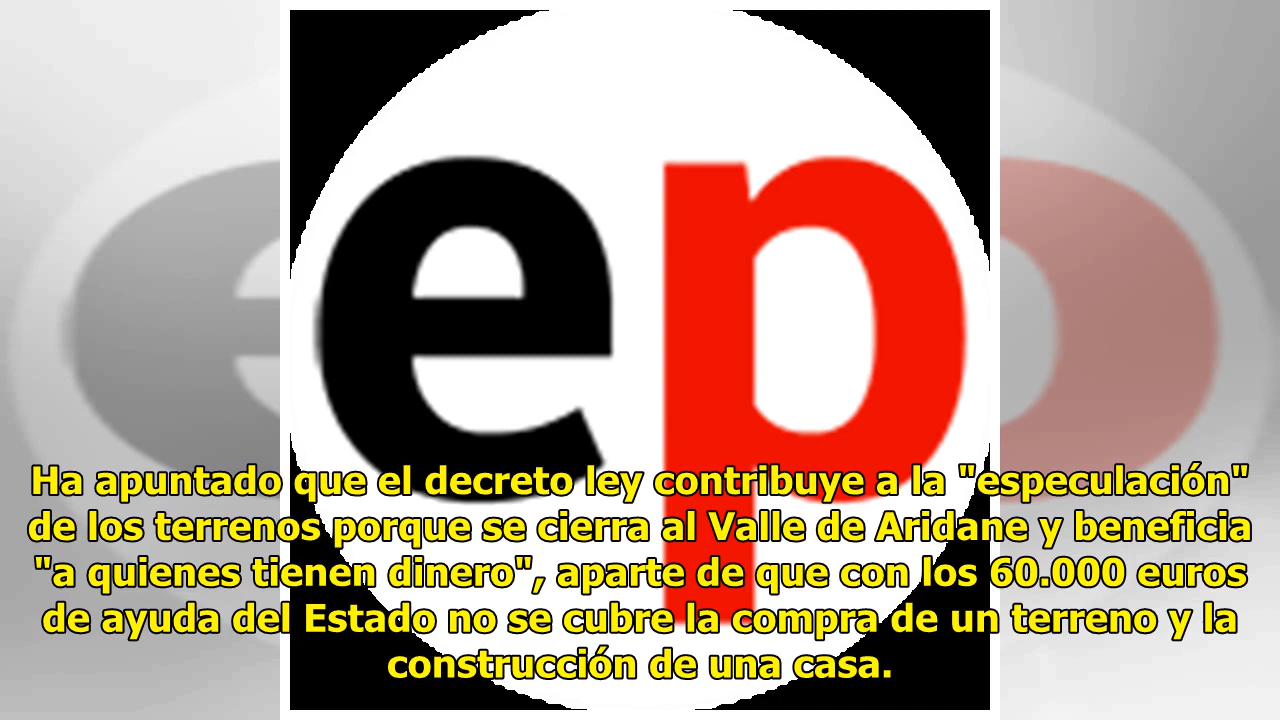 ep
Ha apuntado que el decreto ley contribuye a la "especulación"
de los terrenos porque se cierra al Valle de Aridane y beneficia
"a quienes tienen dinero", aparte de que con los 60.000 euros
de ayuda del Estado no se cubre la compra de un terreno y la
construcción de una casa.